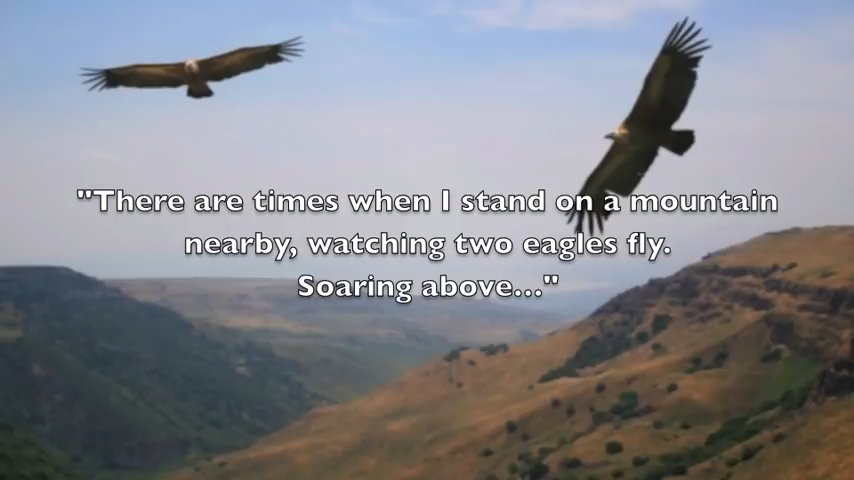 "There are times when I stand on a mountain
nearby, watching two eagles fly.
Soaring above..."